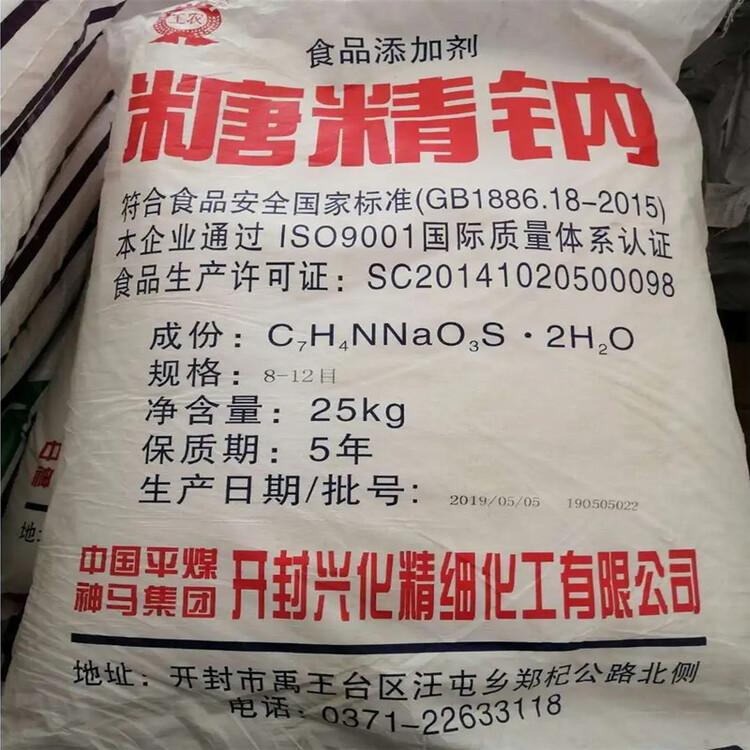 王农
食品添加剂
糖精钠
符合食品安全国家标准(GB1886.18-2015)
本企业通过 ISO9001国际质量体系认证
食品生产许可证：SC20141020500098
成份：C₇H₄NNaO₃S·2H₂O
规格：8-12目
净含量：25kg
保质期：5年
生产日期/批号：2019/05/05 190505022
中国平煤
神马集团
开封兴化精细化工有限公司
地址：开封市禹王台区汪屯乡郑杞公路北侧
电话：0371-22633118
中
神
地